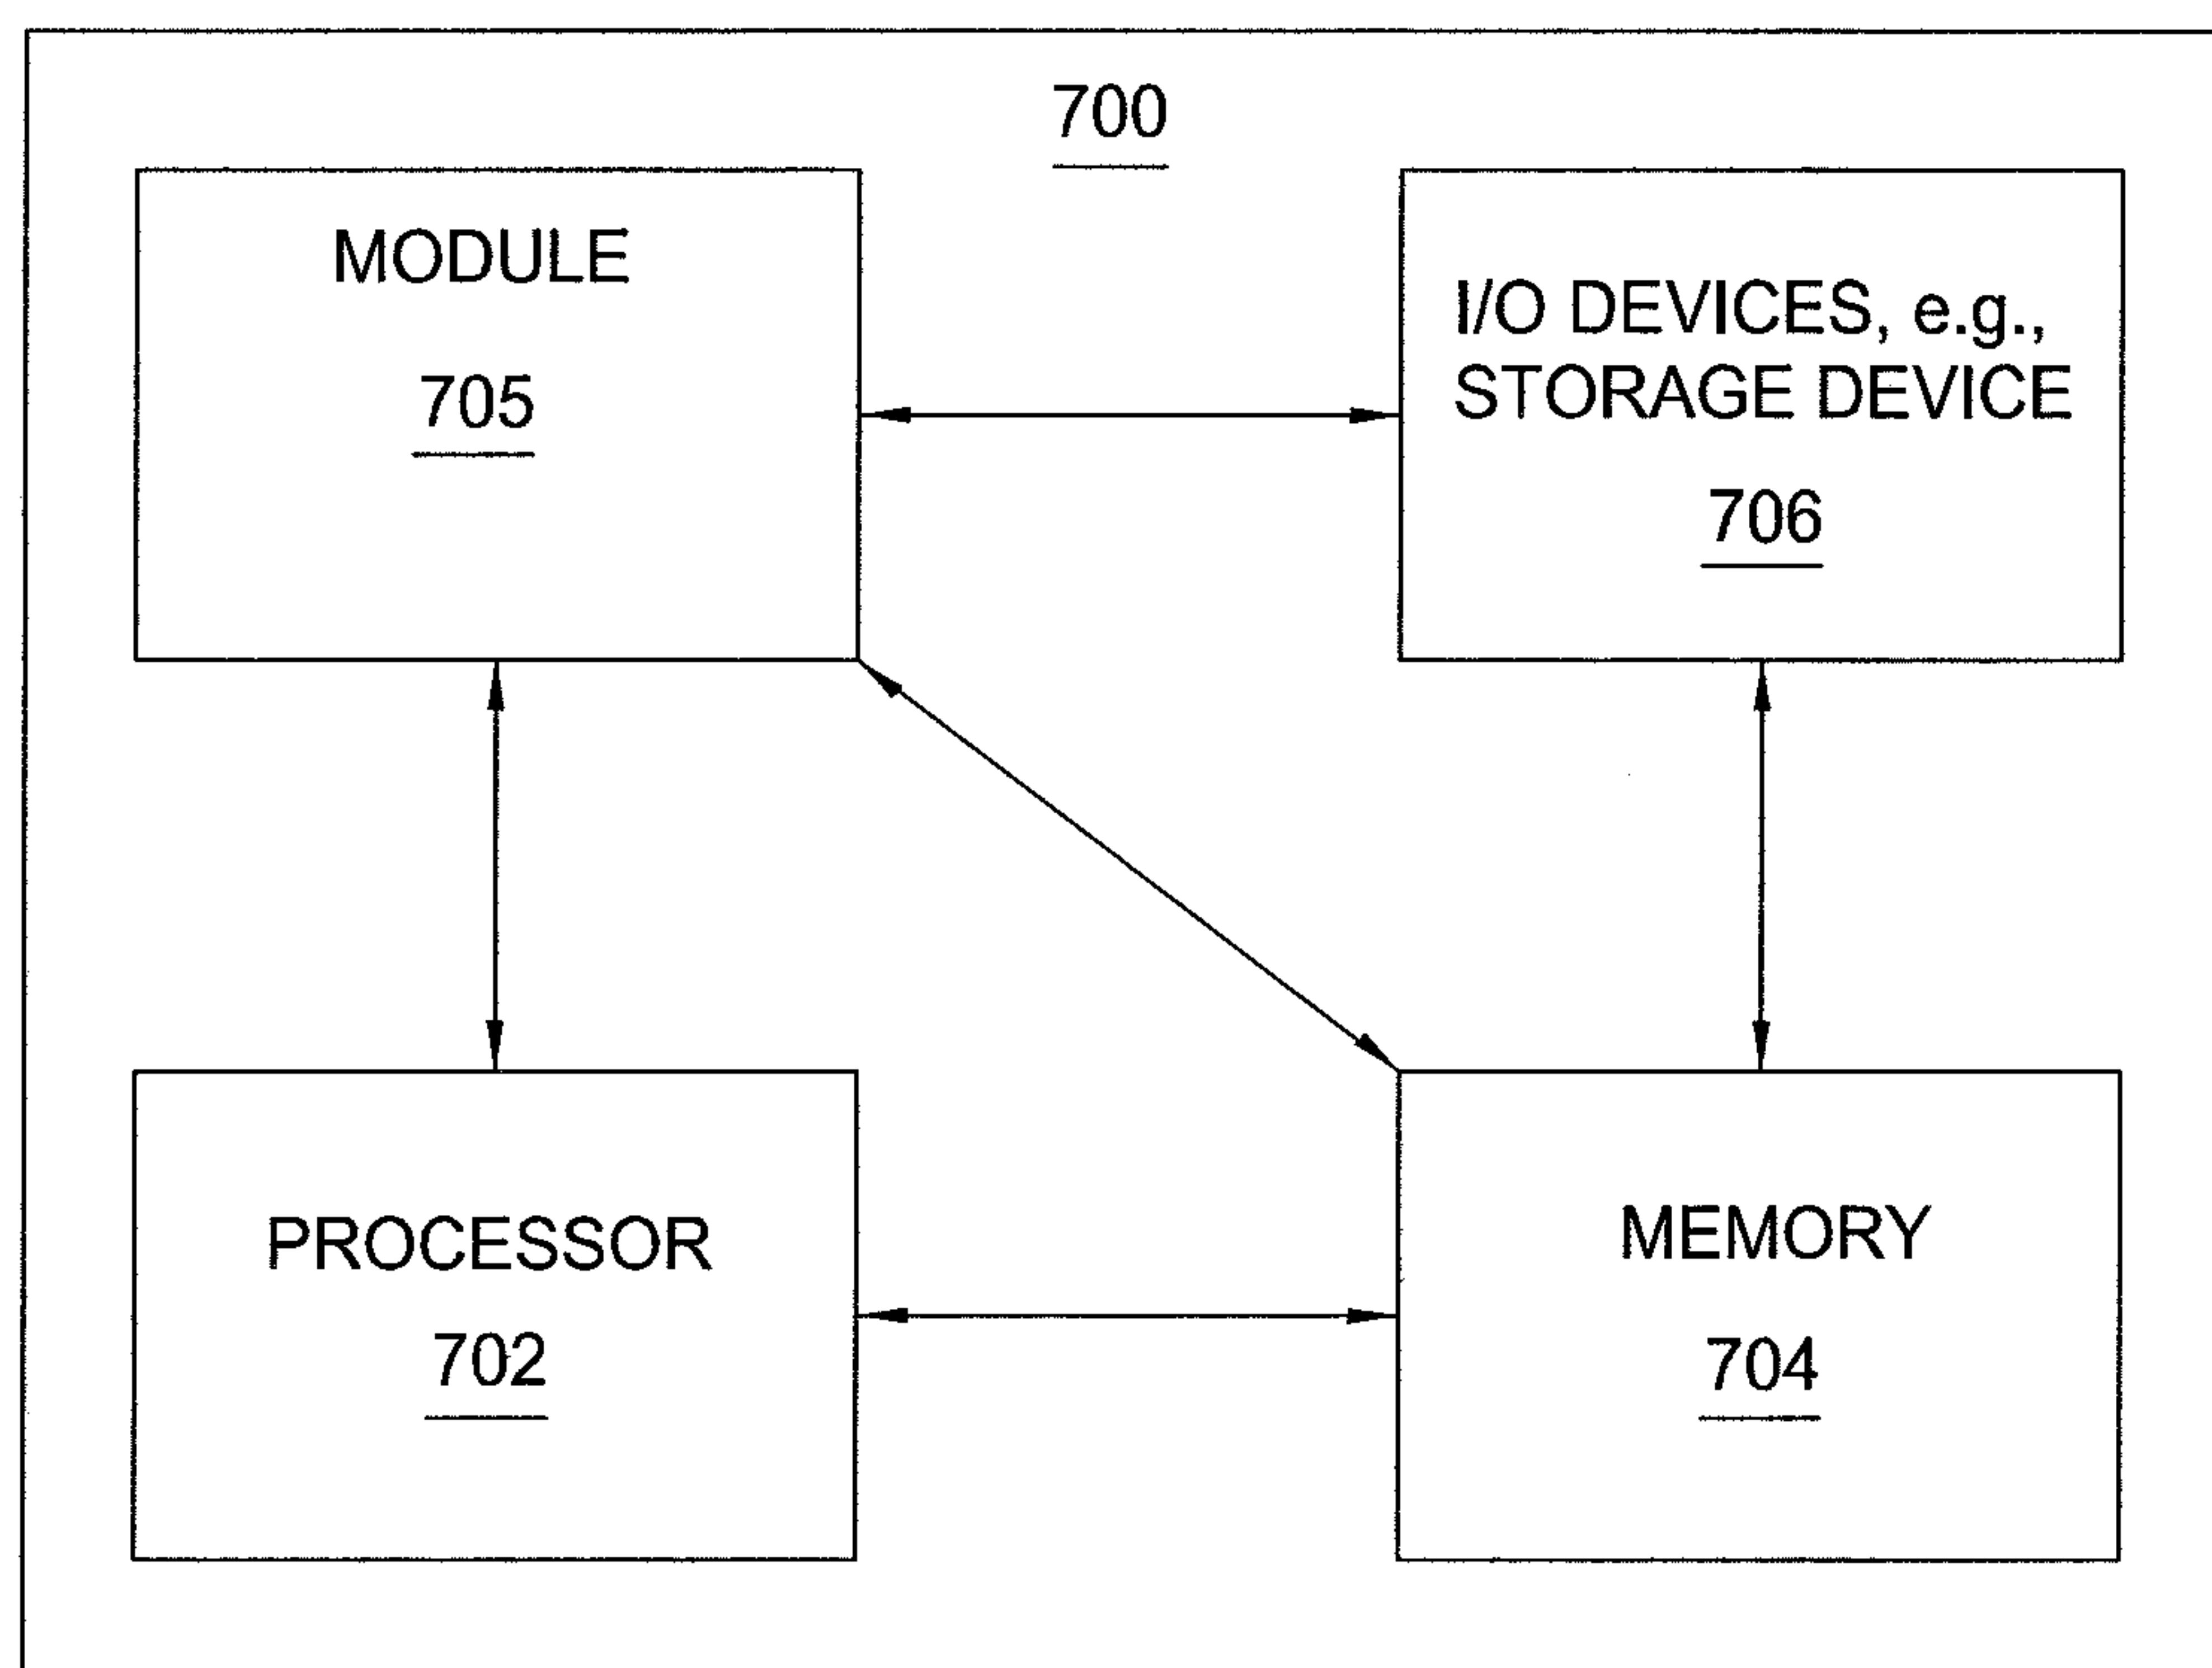 700
MODULE
705
I/O DEVICES, e.g.,
STORAGE DEVICE
706
PROCESSOR
702
MEMORY
704